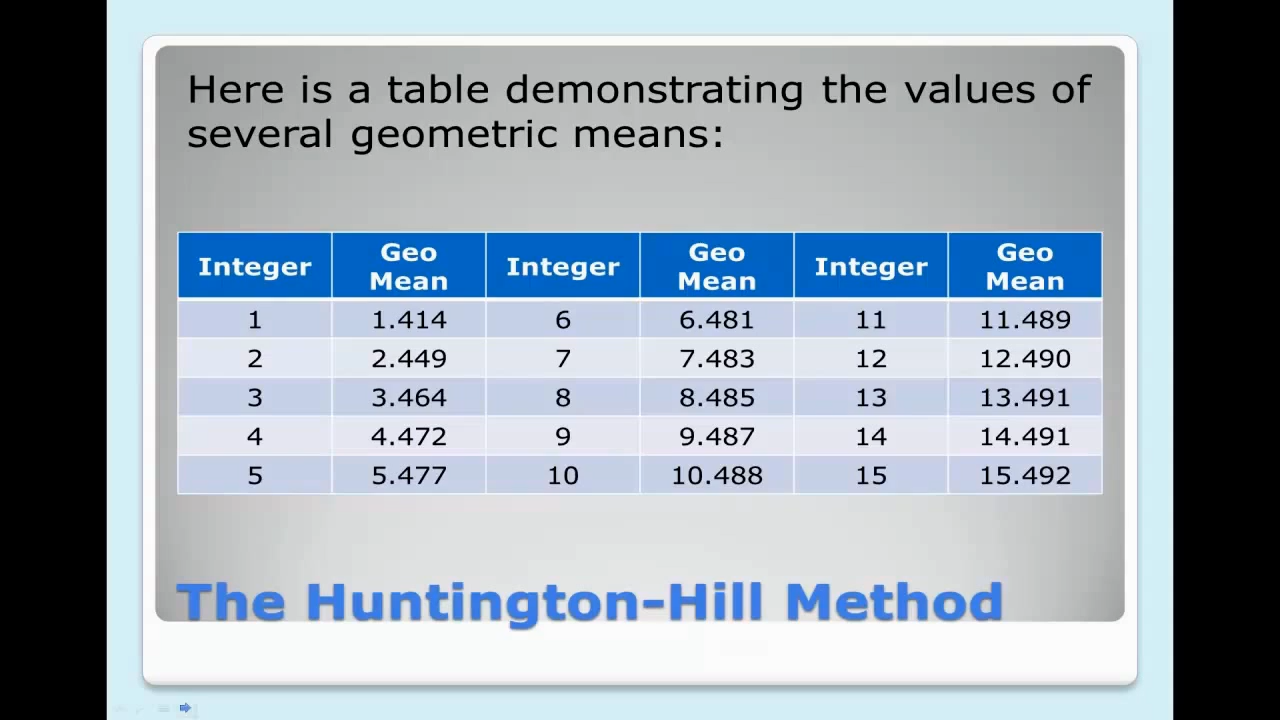 Here is a table demonstrating the values of
several geometric means:
Integer Geo Mean Integer Geo Mean Integer Geo Mean
1 1.414 6 6.481 11 11.489
2 2.449 7 7.483 12 12.490
3 3.464 8 8.485 13 13.491
4 4.472 9 9.487 14 14.491
5 5.477 10 10.488 15 15.492
The Huntington-Hill Method